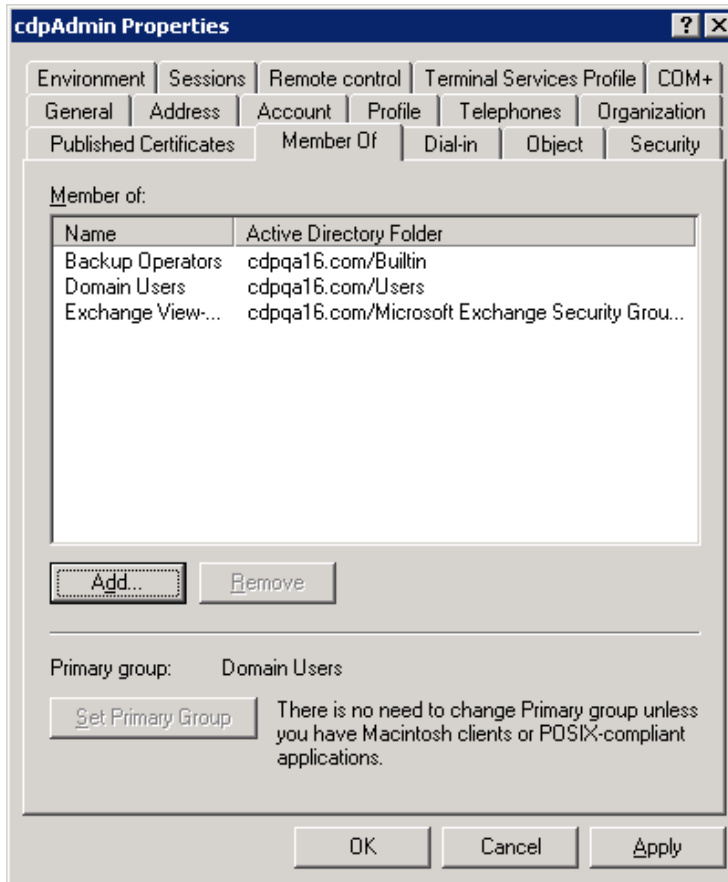 cdpAdmin Properties
Environment Sessions Remote control Terminal Services Profile COM+
General Address Account Profile Telephones Organization
Published Certificates Member Of Dial-in Object Security
Member of:
Name Active Directory Folder
Backup Operators cdpqa16.com/Builtin
Domain Users cdpqa16.com/Users
Exchange View-... cdpqa16.com/Microsoft Exchange Security Grou...
Add... Remove
Primary group: Domain Users
Set Primary Group
There is no need to change Primary group unless
you have Macintosh clients or POSIX-compliant
applications.
OK Cancel Apply